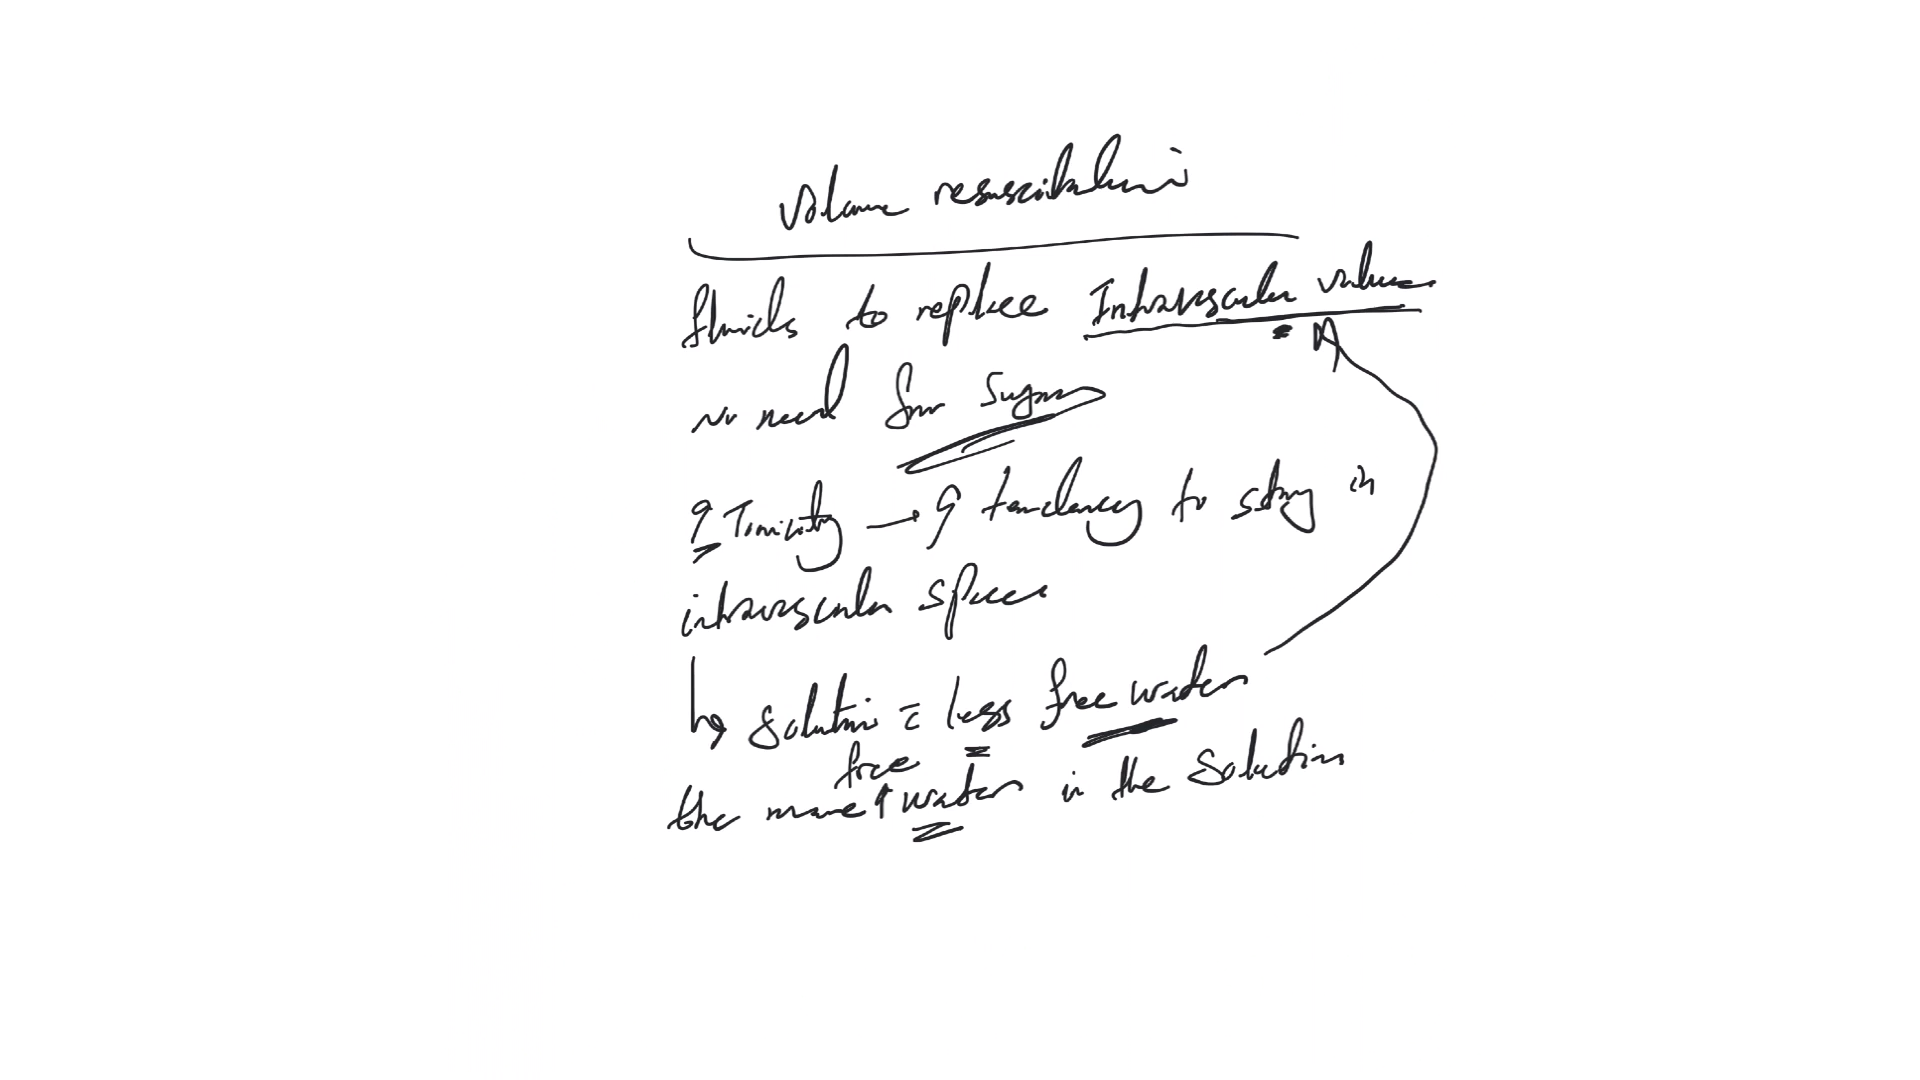 Volume resuscitation
fluids to replace Intravascular volume
no need for sugar
↑ Tonicity → ↑ tendency to stay in
intravascular space
↳ solution = less free water
free
the more ↑ water in the solution